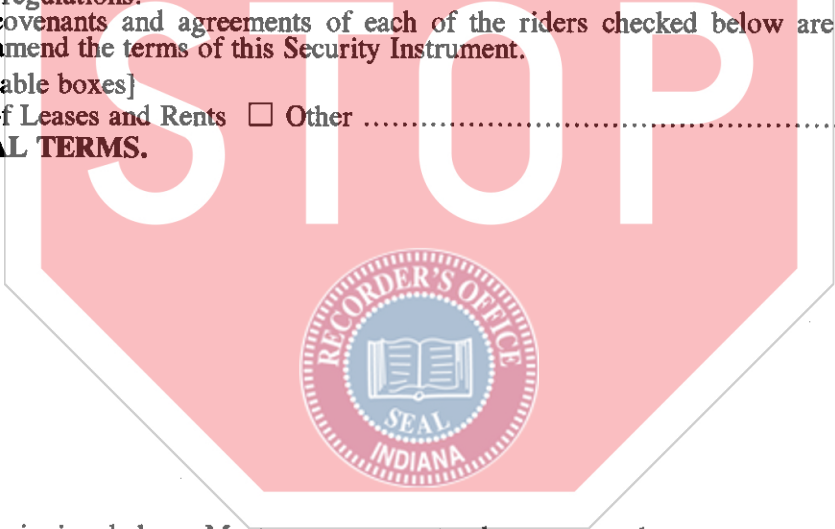 regulations.
covenants and agreements of each of the riders checked below are
amend the terms of this Security Instrument.
able boxes]
f Leases and Rents ☐ Other ................................................................
AL TERMS.
STOP
RECORDER'S OFFICE
SEAL
INDIANA